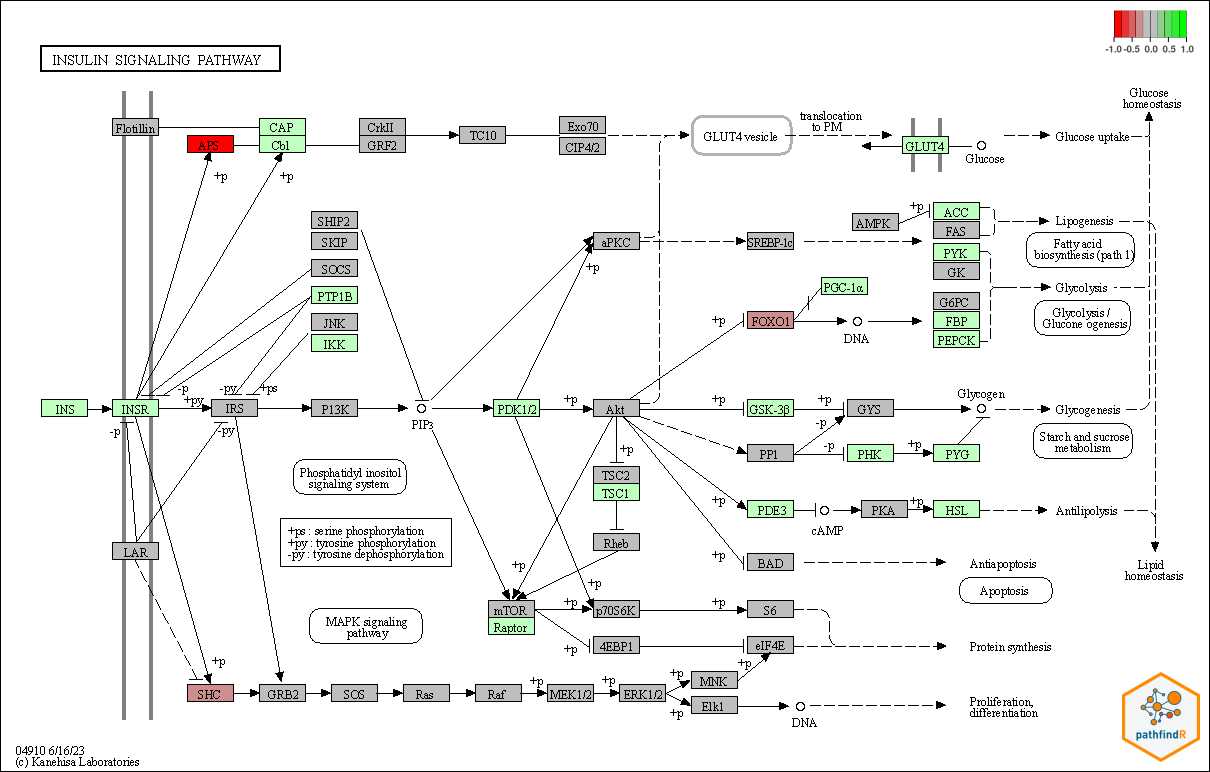 -1.0 -0.5 0.0 0.5 1.0
INSULIN SIGNALING PATHWAY
Glucose
homeostasis
Flotillin
CAP
CrkII
TC10
Exo70
APS
Cbl
GRF2
CIP4/2
GLUT4 vesicle
translocation
to PM
GLUT4
Glucose
Glucose uptake
+p
+p
SHIP2
SKIP
SOCS
PTP1B
JNK
IKK
aPKC
+p
SREBP-1c
AMPK
+p
ACC
FAS
PYK
GK
G6PC
FBP
PEPCK
Lipogenesis
Fatty acid
biosynthesis (path 1)
PGC-1α
+p
FOXO1
DNA
Glycolysis
Glycolysis /
Glucone ogenesis
-p
-py
+ps
INS
INSR
+py
IRS
P13K
PIP3
PDK1/2
+p
Akt
+p
GSK-3β
+p
GYS
Glycogen
Glycogenesis
-p
-py
-p
PP1
-p
PHK
+p
PYG
Starch and sucrose
metabolism
Phosphatidyl inositol
signaling system
+p
TSC2
TSC1
+p
PDE3
cAMP
PKA
+p
HSL
Antilipolysis
+ps : serine phosphorylation
+py : tyrosine phosphorylation
-py : tyrosine dephosphorylation
LAR
Rheb
+p
+p
BAD
Antiapoptosis
Apoptosis
Lipid
homeostasis
+p
mTOR
Raptor
+p
p70S6K
+p
S6
+p
4EBP1
eIF4E
Protein synthesis
MAPK signaling
pathway
+p
SHC
GRB2
SOS
Ras
Raf
+p
MEK1/2
+p
ERK1/2
+p
MNK
+p
+p
Elk1
DNA
Proliferation,
differentiation
04910 6/16/23
(c) Kanehisa Laboratories
pathfindR